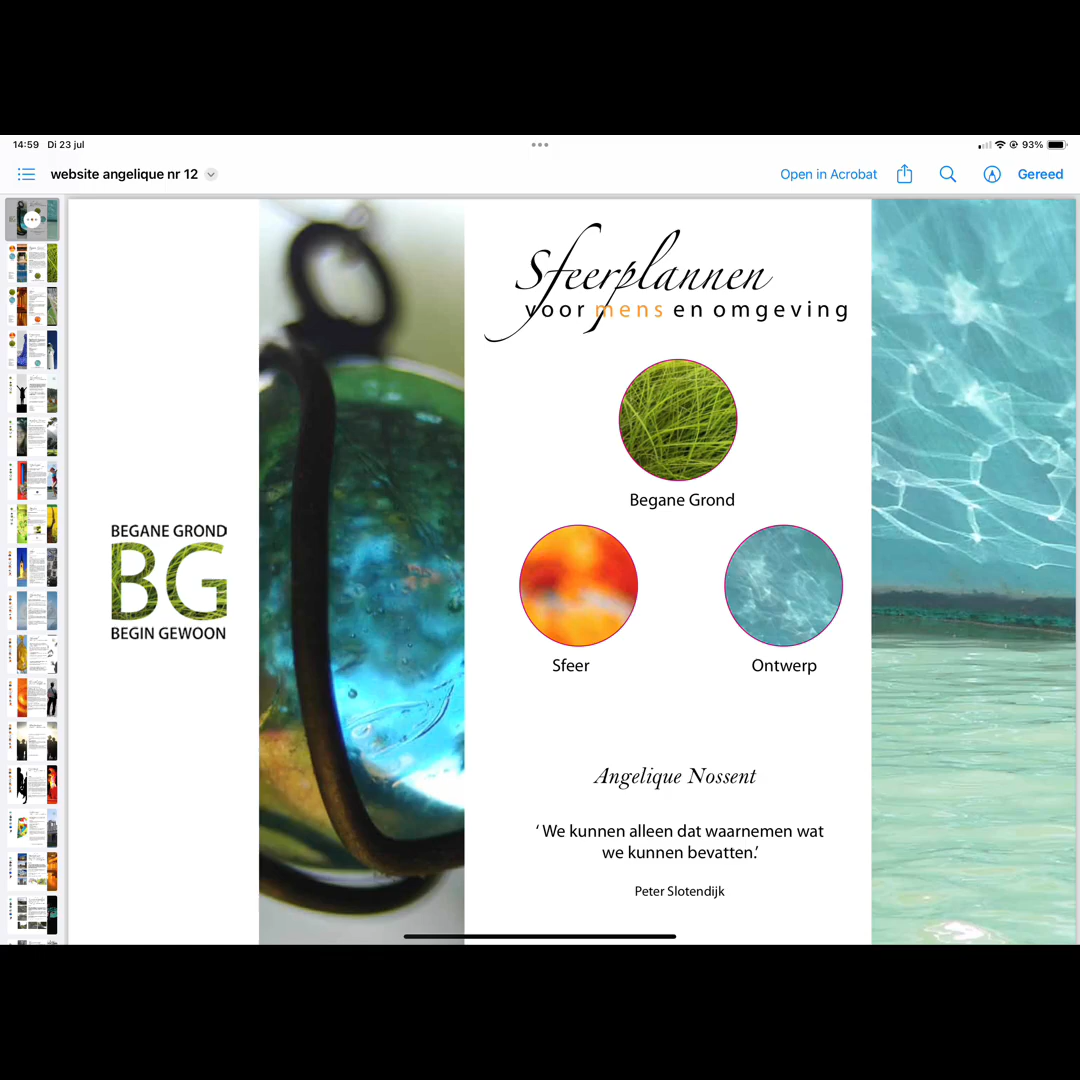 14:59 Di 23 jul
93%
website angelique nr 12
Open in Acrobat
Gereed
Sfeerplannen
voor mens en omgeving
Begane Grond
BEGANE GROND
BG
BEGIN GEWOON
Sfeer
Ontwerp
Angelique Nossent
‘ We kunnen alleen dat waarnemen wat
we kunnen bevatten.’
Peter Slotendijk